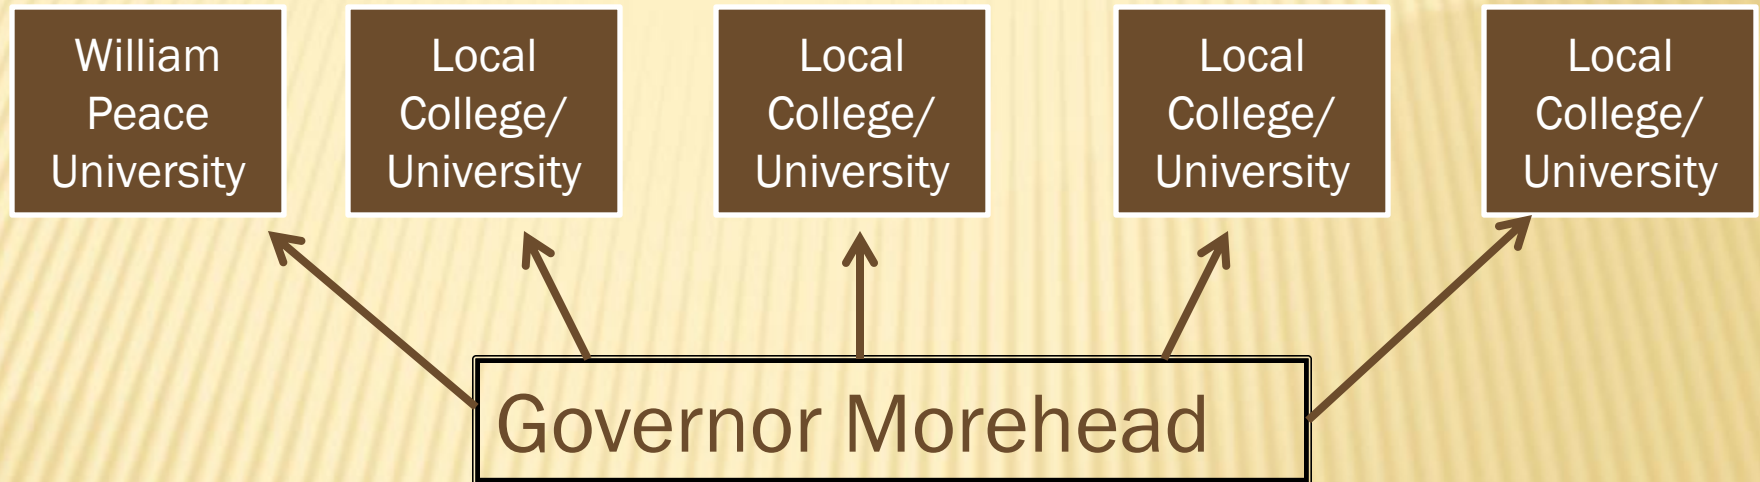 William
Peace
University
Local
College/
University
Local
College/
University
Local
College/
University
Local
College/
University
Governor Morehead